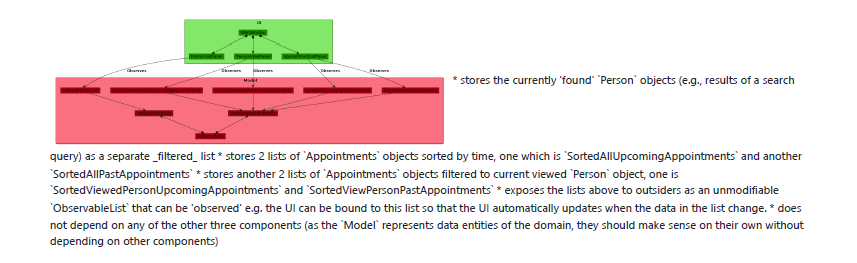 UI
Observes
Observes
Observes
Observes
Observes
Model
* stores the currently 'found' `Person` objects (e.g., results of a search
query) as a separate _filtered_ list * stores 2 lists of `Appointments` objects sorted by time, one which is `SortedAllUpcomingAppointments` and another
`SortedAllPastAppointments` * stores another 2 lists of `Appointments` objects filtered to current viewed `Person` object, one is
`SortedViewedPersonUpcomingAppointments` and `SortedViewPersonPastAppointments` * exposes the lists above to outsiders as an unmodifiable
`ObservableList` that can be 'observed' e.g. the UI can be bound to this list so that the UI automatically updates when the data in the list change. * does
not depend on any of the other three components (as the `Model` represents data entities of the domain, they should make sense on their own without
depending on other components)